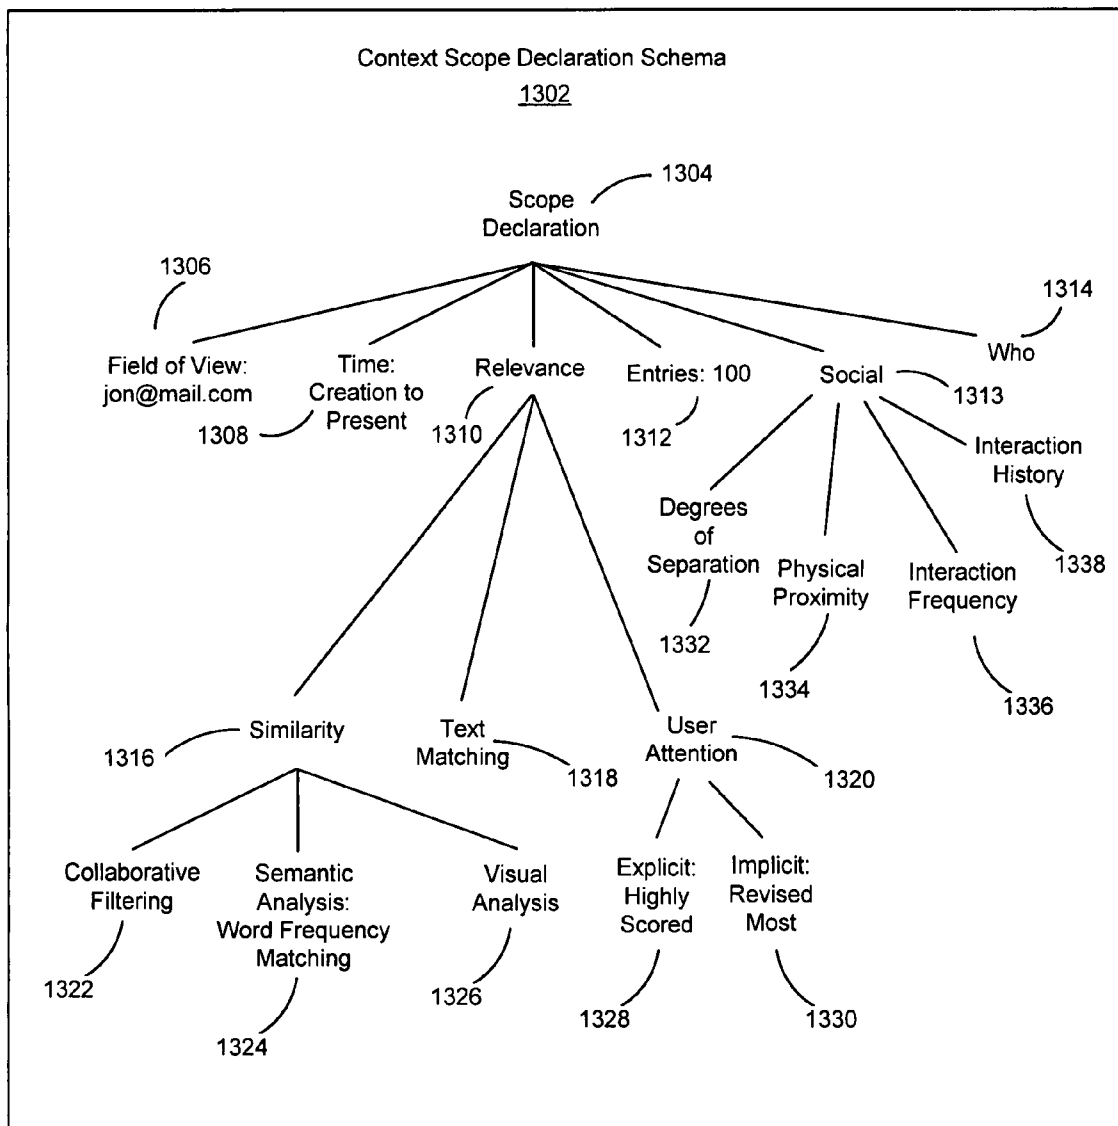 Context Scope Declaration Schema
1302
1304
Scope
Declaration
1306
1314
Field of View:
jon@mail.com
Time:
Creation to
Present
1308
Relevance
1310
Entries: 100
1312
Social
1313
Who
Interaction
History
1338
Degrees
of
Separation
1332
Physical
Proximity
1334
Interaction
Frequency
1336
Similarity
1316
Text
Matching
1318
User
Attention
1320
Collaborative
Filtering
1322
Semantic
Analysis:
Word Frequency
Matching
1324
Visual
Analysis
1326
Explicit:
Highly
Scored
1328
Implicit:
Revised
Most
1330